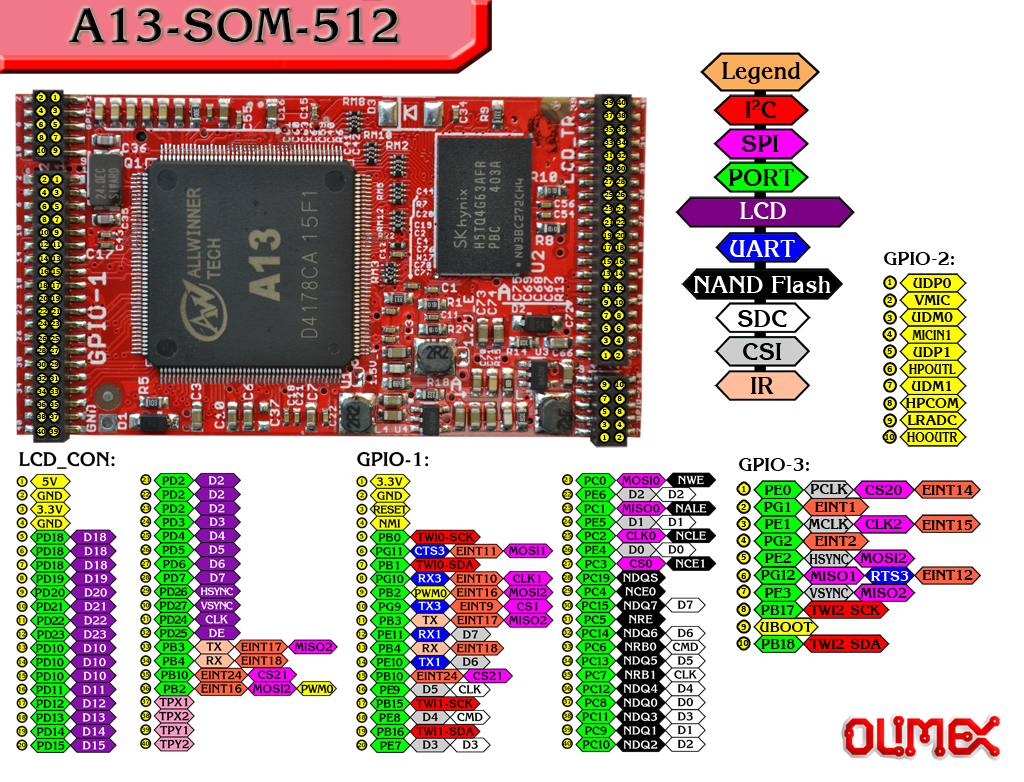 A13-SOM-512
Legend
I²C
SPI
PORT
LCD
UART
NAND Flash
SDC
CSI
IR
ALLWINNER
TECH
A13
D4178CA 15F1
SKhynix
H5TQ4G63AFR
PBC 403A
NW3BC272CH4
GPIO-1
LCD_TR
GPIO-2:
1 UDP0
2 VMIC
3 UDM0
4 MICIN1
5 UDP1
6 HPOUTL
7 UDM1
8 HPCOM
9 LRADC
10 HOOUTR
LCD_CON:
1 5V
2 GND
3 3.3V
4 GND
5 PD18 D18
6 PD18 D18
7 PD18 D18
8 PD19 D19
9 PD20 D20
10 PD21 D21
11 PD22 D22
12 PD23 D23
13 PD10 D10
14 PD10 D10
15 PD10 D10
16 PD11 D11
17 PD12 D12
18 PD13 D13
19 PD14 D14
20 PD15 D15
21 PD2 D2
22 PD2 D2
23 PD2 D2
24 PD3 D3
25 PD4 D4
26 PD5 D5
27 PD6 D6
28 PD7 D7
29 PD26 HSYNC
30 PD27 VSYNC
31 PD24 CLK
32 PD25 DE
33 PB3 TX EINT17 MISO2
34 PB4 RX EINT18
35 PB10 EINT24 CS21
36 PB2 EINT16 MOSI2 PWM0
37 TPX1
38 TPX2
39 TPY1
40 TPY2
GPIO-1:
1 3.3V
2 GND
3 RESET
4 NMI
5 PB0 TWI0-SCK
6 PG11 CTS3 EINT11 MOSI1
7 PB1 TWI0-SDA
8 PG10 RX3 EINT10 CLK1
9 PB2 PWM0 EINT16 MOSI2
10 PG9 TX3 EINT9 CS1
11 PB3 TX EINT17 MISO2
12 PE11 RX1 D7
13 PB4 RX EINT18
14 PE10 TX1 D6
15 PB10 EINT24 CS21
16 PE9 D5 CLK
17 PB15 TWI1-SCK
18 PE8 D4 CMD
19 PB16 TWI1-SDA
20 PE7 D3 D3
21 PC0 MOSI0 NWE
22 PE6 D2 D2
23 PC1 MISO0 NALE
24 PE5 D1 D1
25 PC2 CLK0 NCLE
26 PE4 D0 D0
27 PC3 CS0 NCE1
28 PC19 NDQS
29 PC4 NCE0
30 PC15 NDQ7 D7
31 PC5 NRE
32 PC14 NDQ6 D6
33 PC6 NRB0 CMD
34 PC13 NDQ5 D5
35 PC7 NRB1 CLK
36 PC12 NDQ4 D4
37 PC8 NDQ0 D0
38 PC11 NDQ3 D3
39 PC9 NDQ1 D1
40 PC10 NDQ2 D2
GPIO-3:
1 PE0 PCLK CS20 EINT14
2 PG1 EINT1
3 PE1 MCLK CLK2 EINT15
4 PG2 EINT2
5 PE2 HSYNC MOSI2
6 PG12 MISO1 RTS3 EINT12
7 PE3 VSYNC MISO2
8 PB17 TWI2-SCK
9 UBOOT
10 PB18 TWI2-SDA
OLIMEX